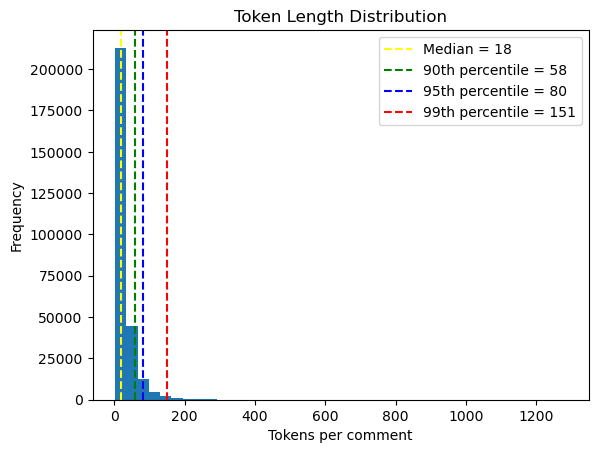 Token Length Distribution
Median = 18
90th percentile = 58
95th percentile = 80
99th percentile = 151
200000
175000
150000
125000
100000
75000
50000
25000
0
Frequency
0 200 400 600 800 1000 1200
Tokens per comment